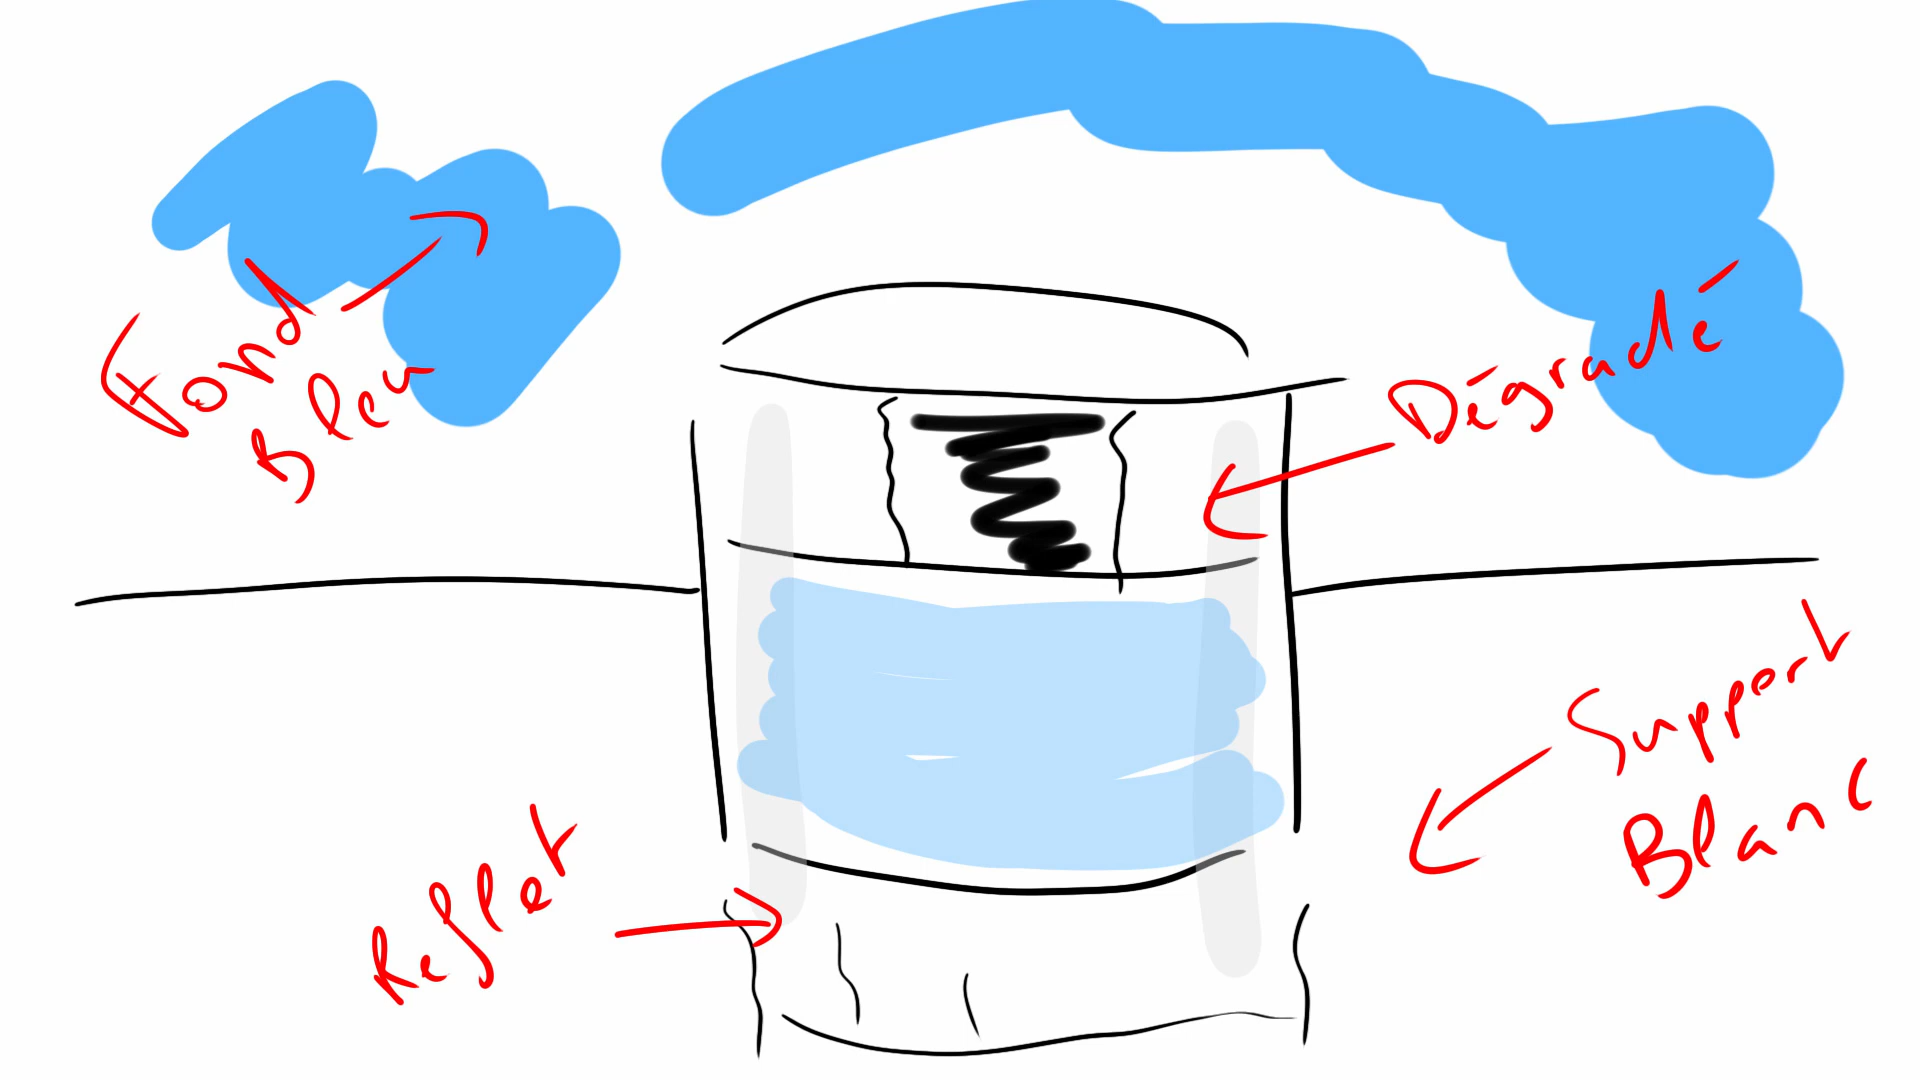 Fond
Bleu
Dégradé
Support
Blanc
Reflet